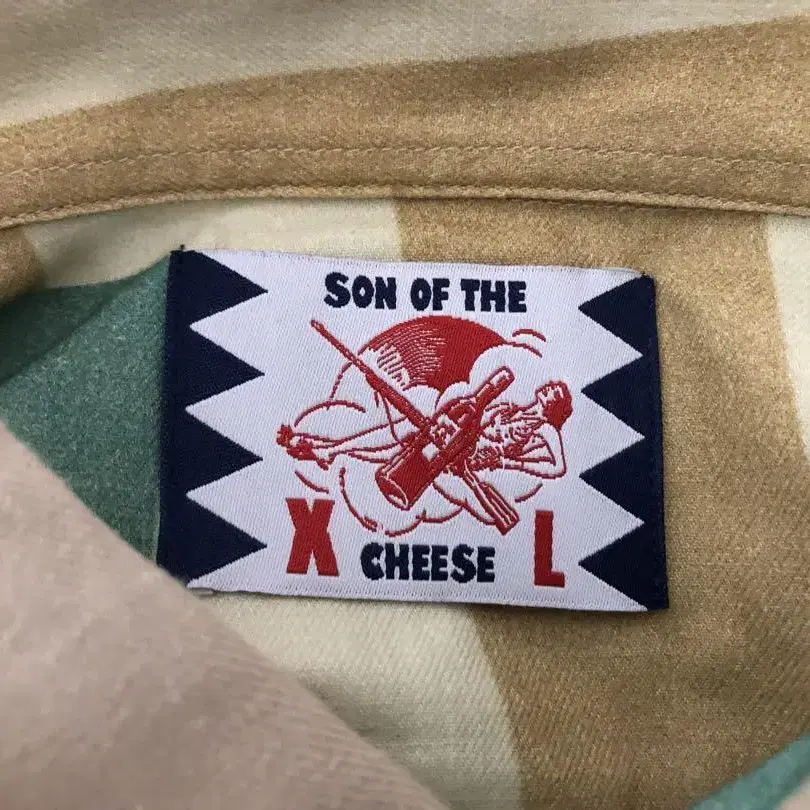 SON OF THE
X CHEESE L